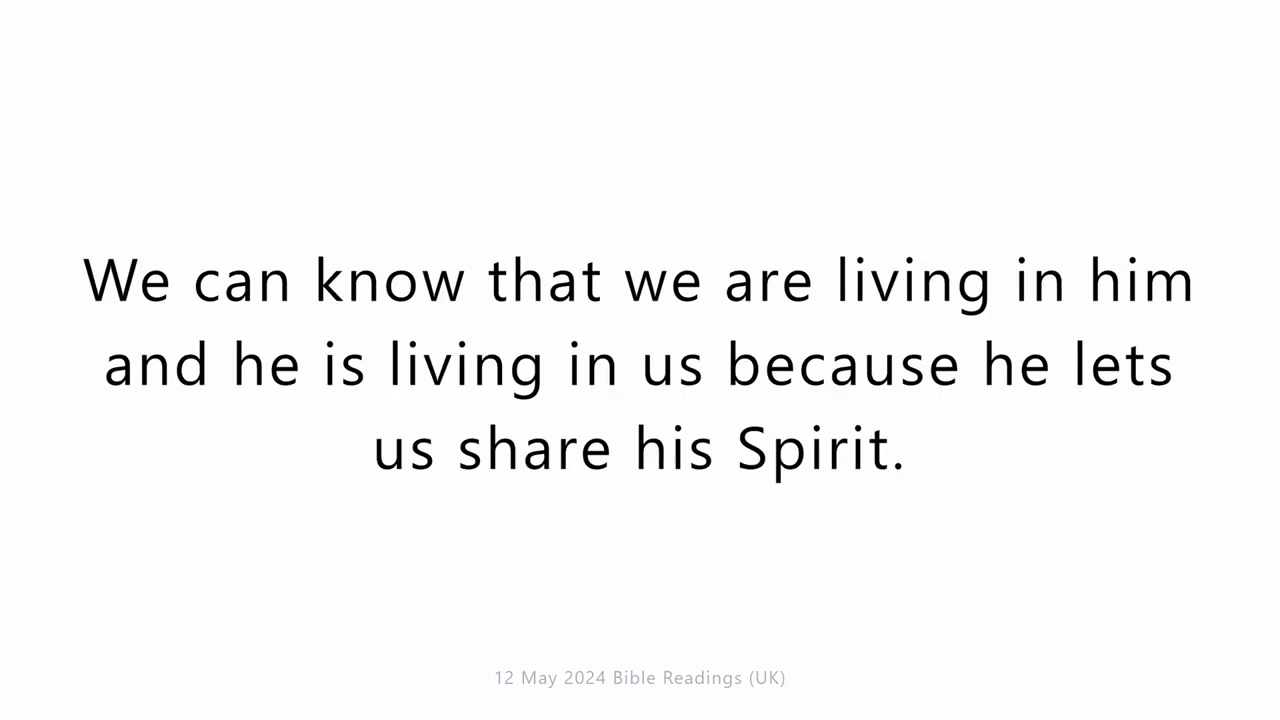 We can know that we are living in him
and he is living in us because he lets
us share his Spirit.
12 May 2024 Bible Readings (UK)